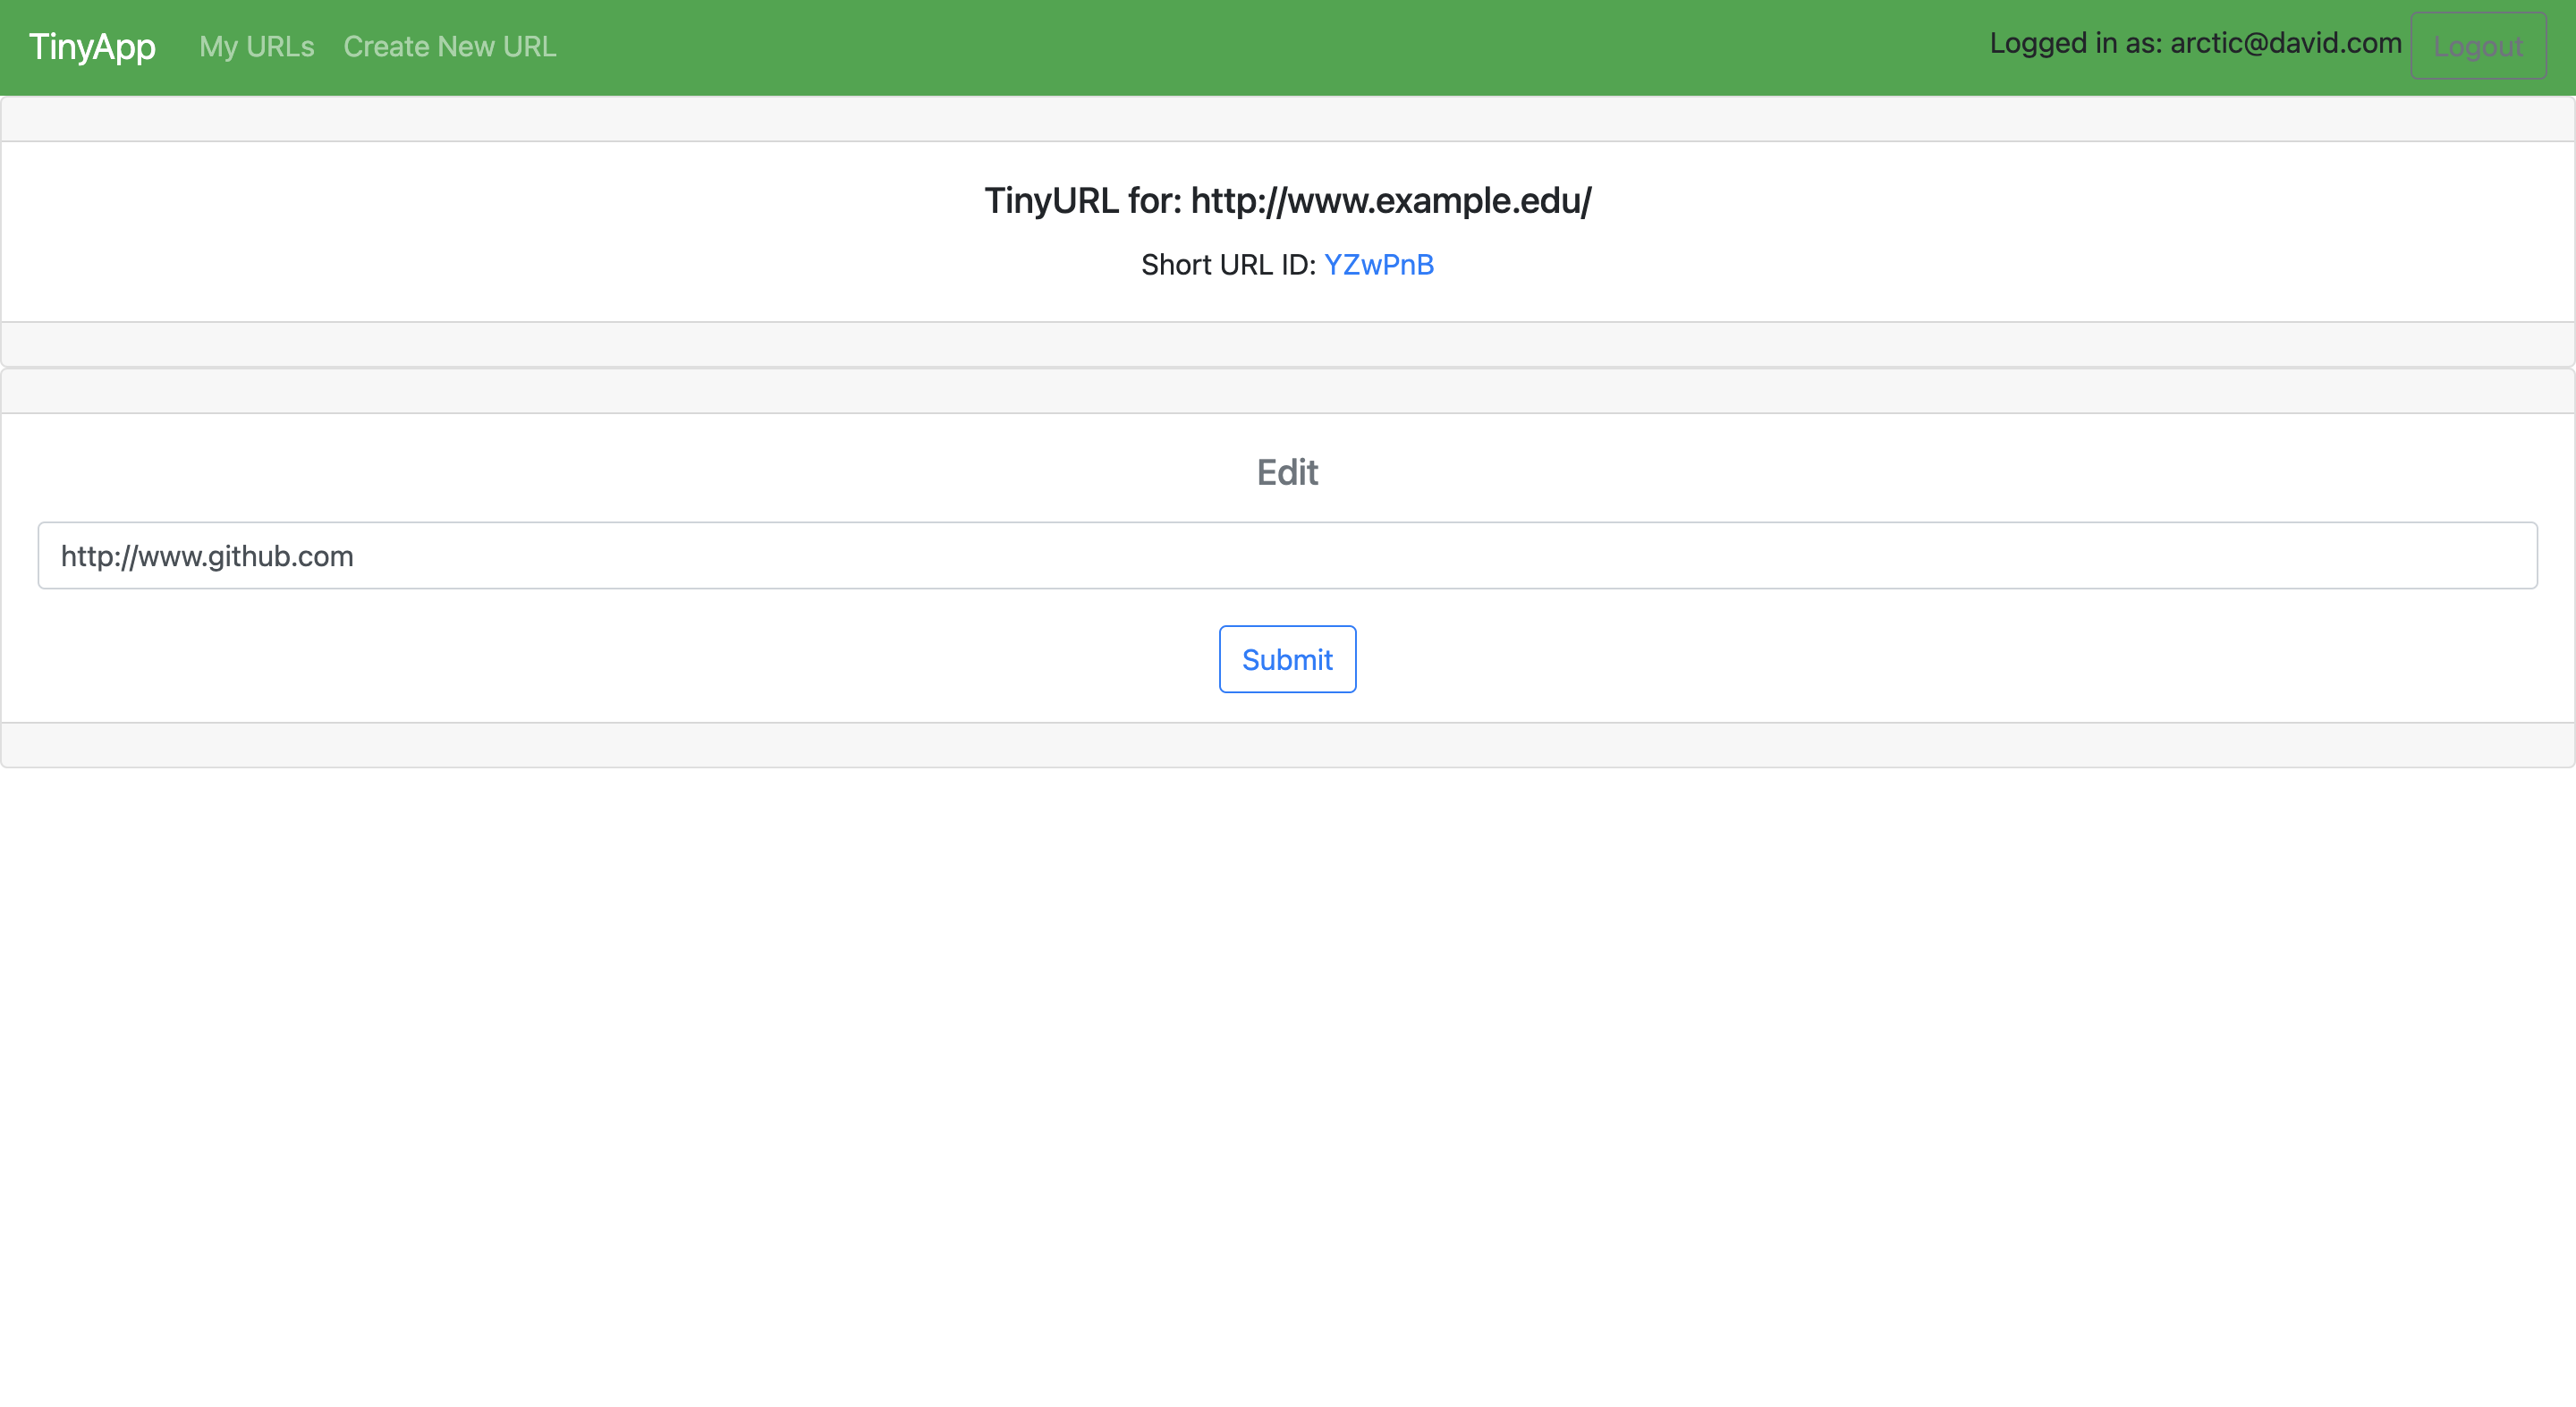 TinyApp My URLs Create New URL Logged in as: arctic@david.com Logout
TinyURL for: http://www.example.edu/
Short URL ID: YZwPnB
Edit
http://www.github.com
Submit